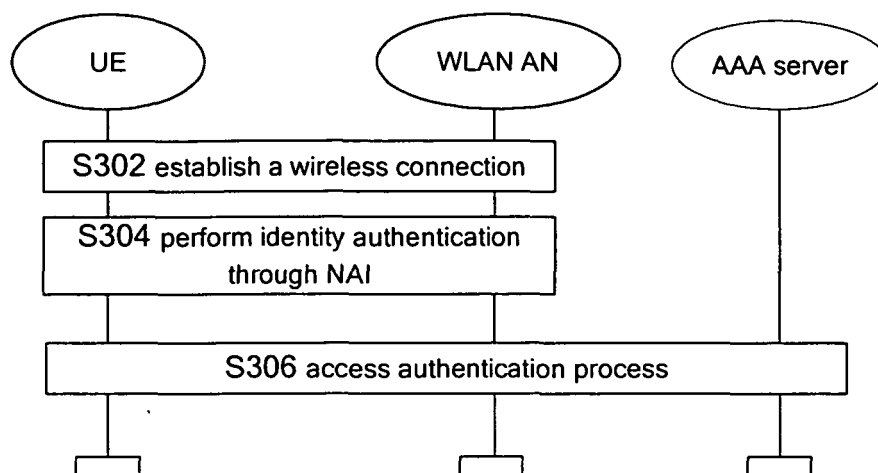 UE
WLAN AN
AAA server
S302 establish a wireless connection
S304 perform identity authentication
through NAI
S306 access authentication process